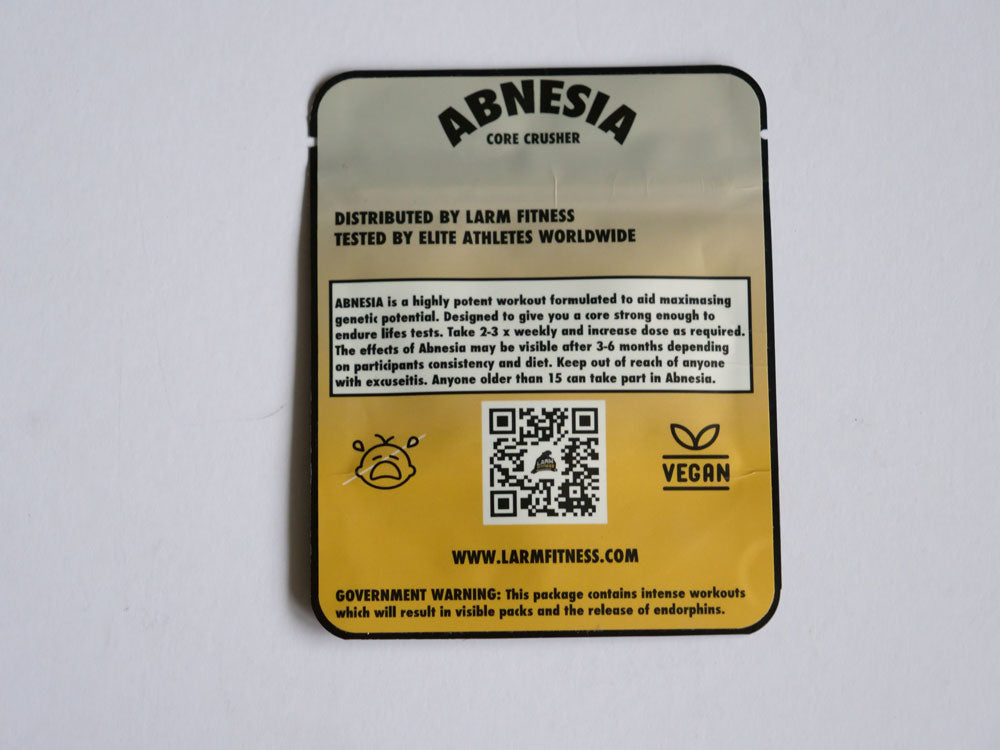 ABNESIA
CORE CRUSHER
DISTRIBUTED BY LARM FITNESS
TESTED BY ELITE ATHLETES WORLDWIDE
ABNESIA is a highly potent workout formulated to aid maximasing
genetic potential. Designed to give you a core strong enough to
endure lifes tests. Take 2-3 x weekly and increase dose as required.
The effects of Abnesia may be visible after 3-6 months depending
on participants consistency and diet. Keep out of reach of anyone
with excuseitis. Anyone older than 15 can take part in Abnesia.
LARM
VEGAN
WWW.LARMFITNESS.COM
GOVERNMENT WARNING: This package contains intense workouts
which will result in visible packs and the release of endorphins.